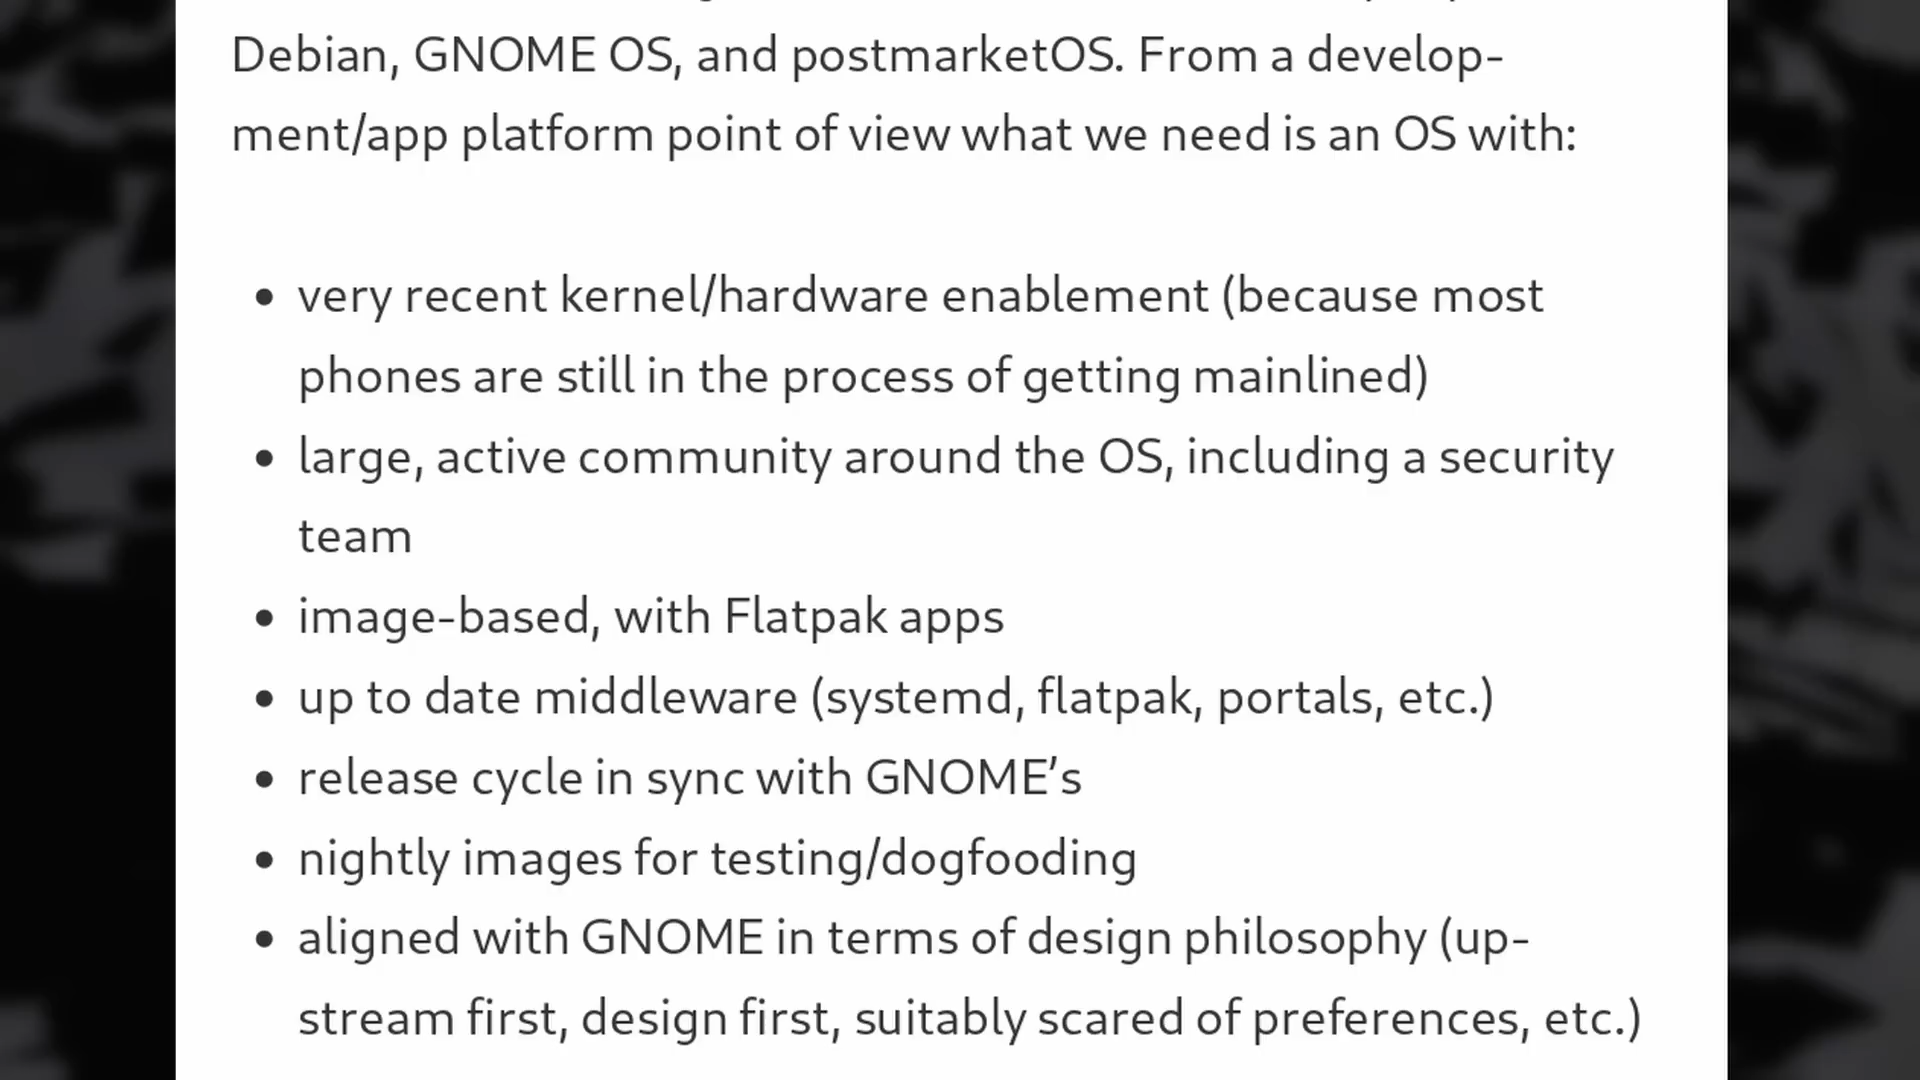 Debian, GNOME OS, and postmarketOS. From a develop-
ment/app platform point of view what we need is an OS with:
• very recent kernel/hardware enablement (because most
phones are still in the process of getting mainlined)
• large, active community around the OS, including a security
team
• image-based, with Flatpak apps
• up to date middleware (systemd, flatpak, portals, etc.)
• release cycle in sync with GNOME’s
• nightly images for testing/dogfooding
• aligned with GNOME in terms of design philosophy (up-
stream first, design first, suitably scared of preferences, etc.)